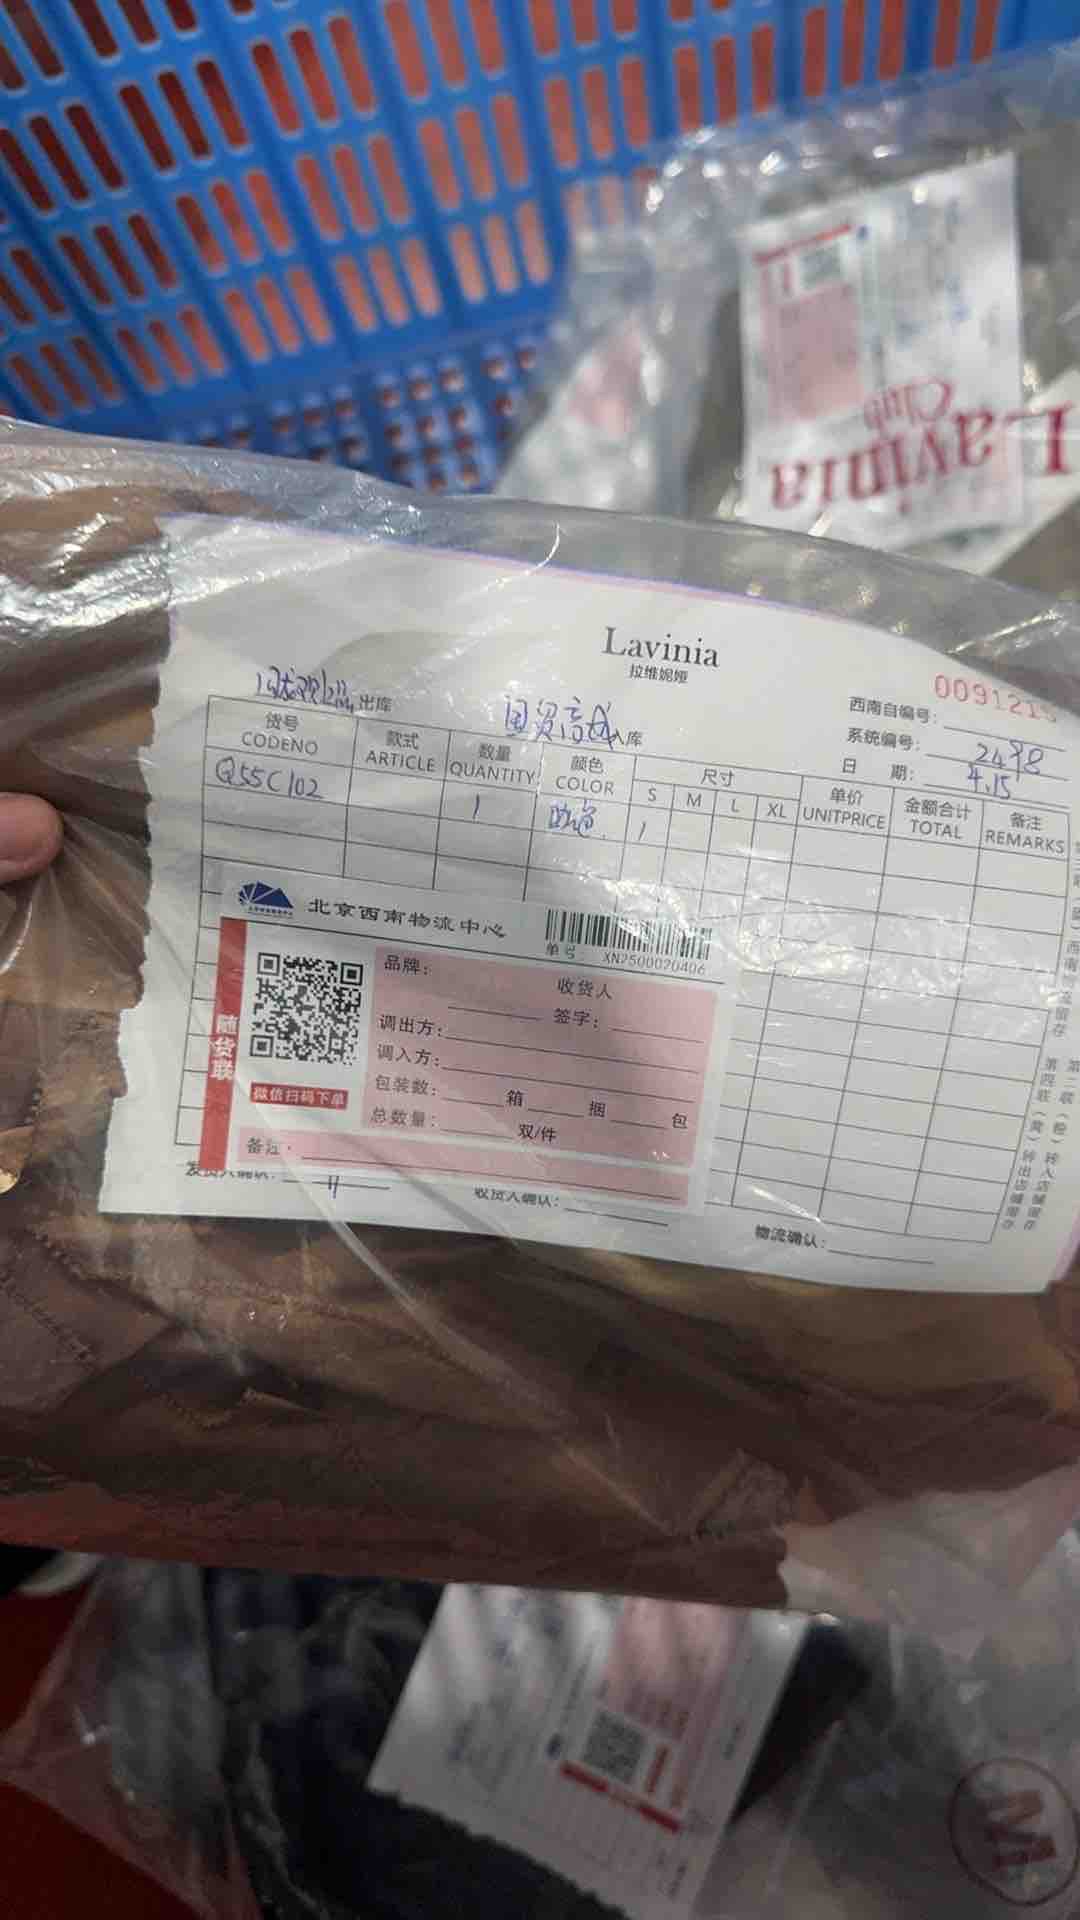 Lavinia
Club
Lavinia
拉维妮娅
0091215
出库
入库
西南自编号:
系统编号: 2498
日 期: 4.15
货号 款式 数量 颜色 尺寸 单价 金额合计 备注
CODENO ARTICLE QUANTITY COLOR S M L XL UNITPRICE TOTAL REMARKS
Q55C102 1 1
北京西南物流中心
单号: XN2500020406
随货联
微信扫码下单
品牌:
收货人
签字:
调出方:
调入方:
包装数: 箱 捆 包
总数量: 双/件
备注:
发货人确认:
收货人确认:
物流确认:
M